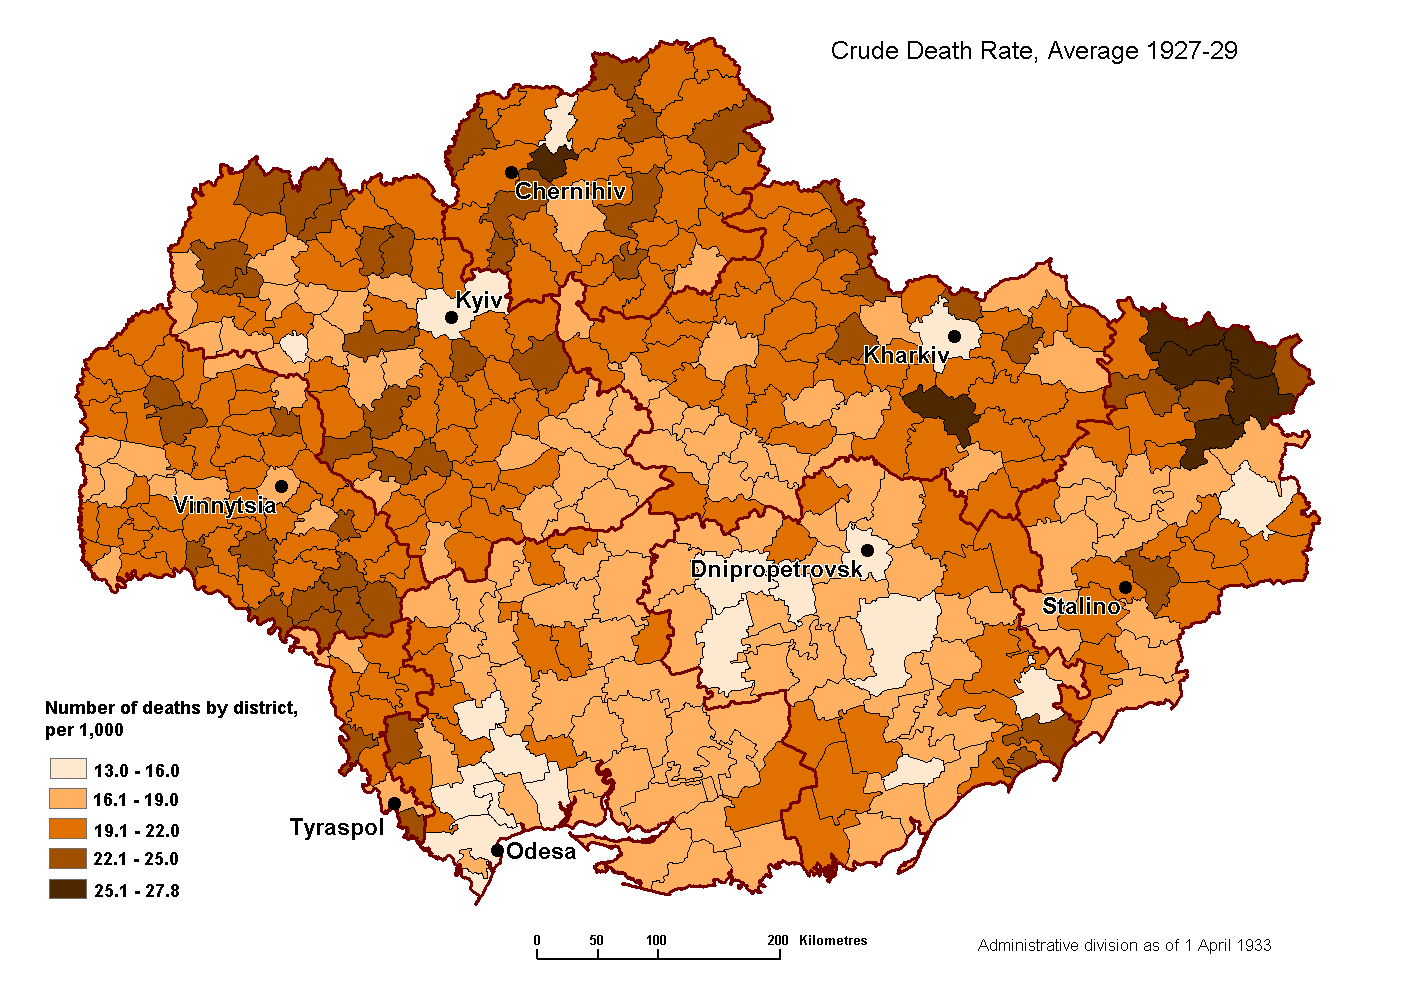 Crude Death Rate, Average 1927-29
Chernihiv
Kyiv
Kharkiv
Vinnytsia
Dnipropetrovsk
Stalino
Number of deaths by district,
per 1,000
13.0 - 16.0
16.1 - 19.0
19.1 - 22.0
22.1 - 25.0
25.1 - 27.8
Tyraspol
Odesa
0 50 100 200 Kilometres
Administrative division as of 1 April 1933